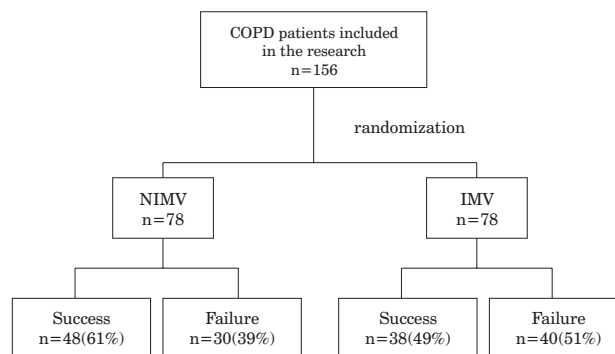 COPD patients included
in the research
n=156
randomization
NIMV
n=78
IMV
n=78
Success
n=48(61%)
Failure
n=30(39%)
Success
n=38(49%)
Failure
n=40(51%)